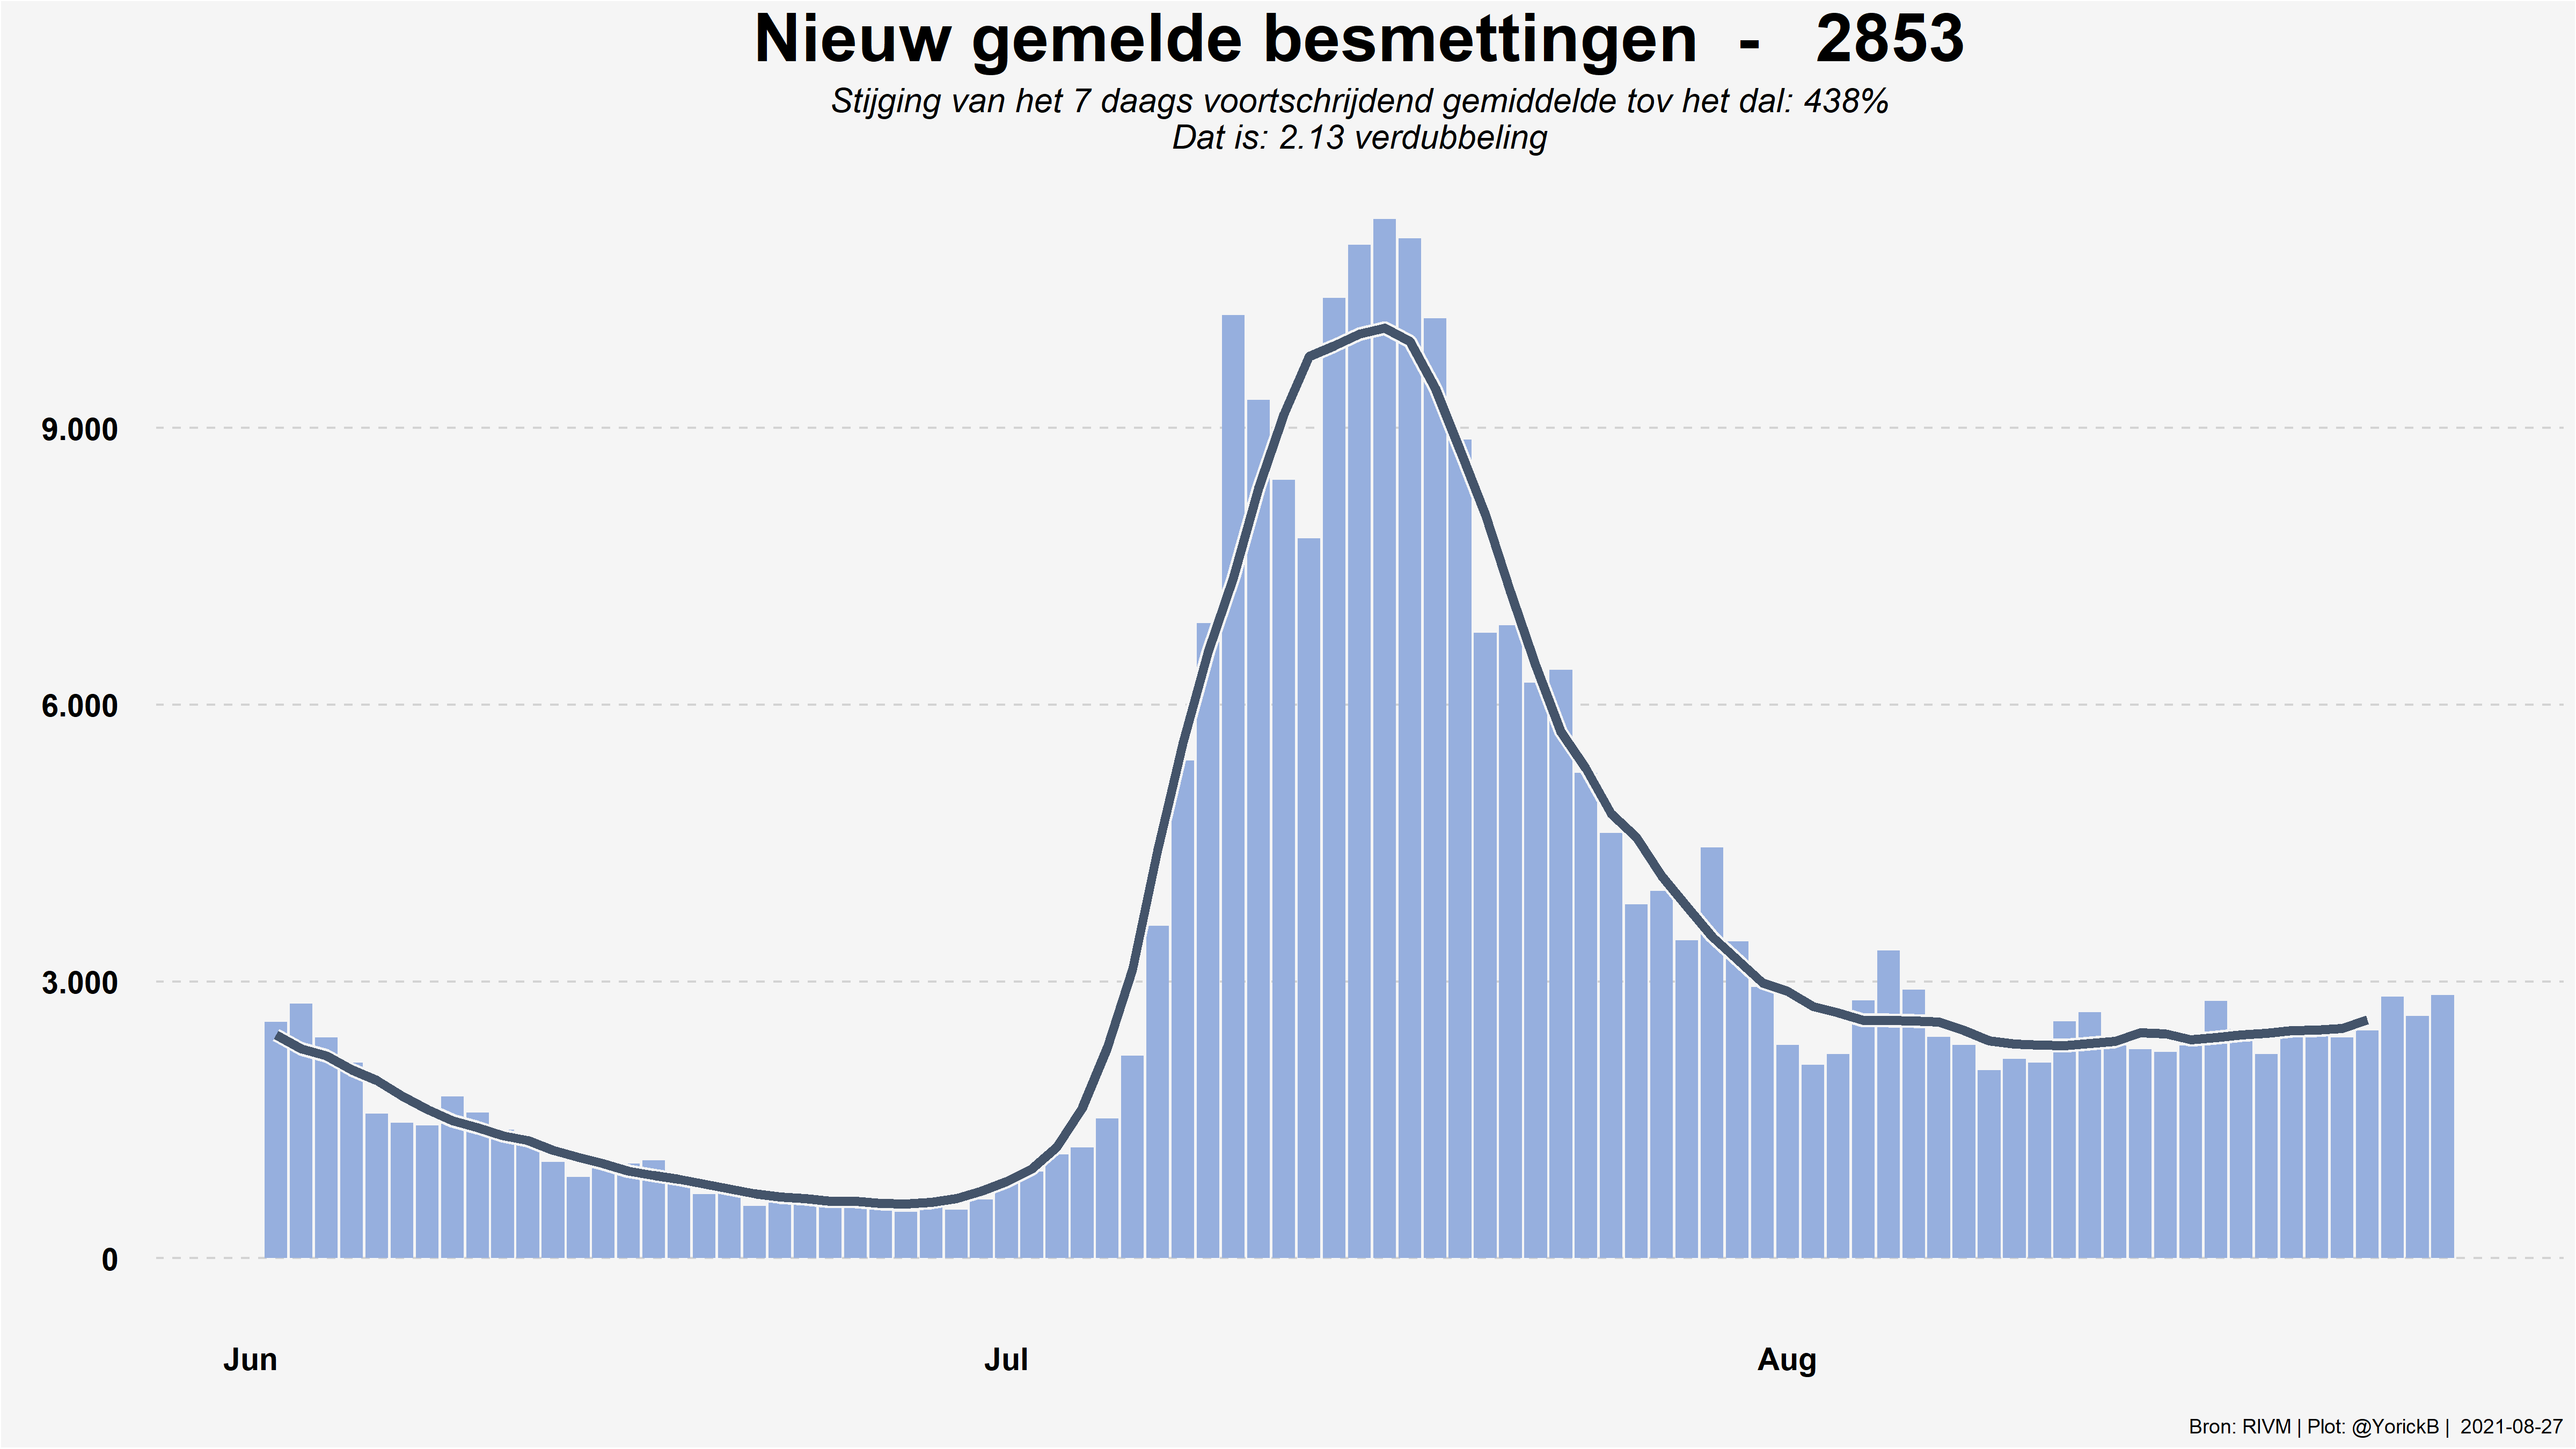 Nieuw gemelde besmettingen - 2853
Stijging van het 7 daags voortschrijdend gemiddelde tov het dal: 438%
Dat is: 2.13 verdubbeling
9.000
6.000
3.000
0
Jun Jul Aug
Bron: RIVM | Plot: @YorickB | 2021-08-27